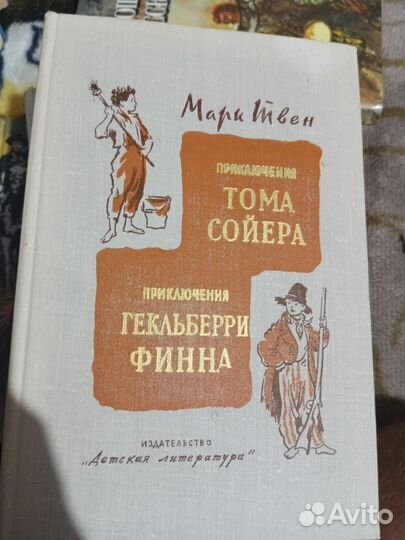 Марк Твен
ПРИКЛЮЧЕНИЯ
ТОМА
СОЙЕРА
ПРИКЛЮЧЕНИЯ
ГЕКЛЬБЕРРИ
ФИННА
ИЗДАТЕЛЬСТВО
„Детская литература"
Avito